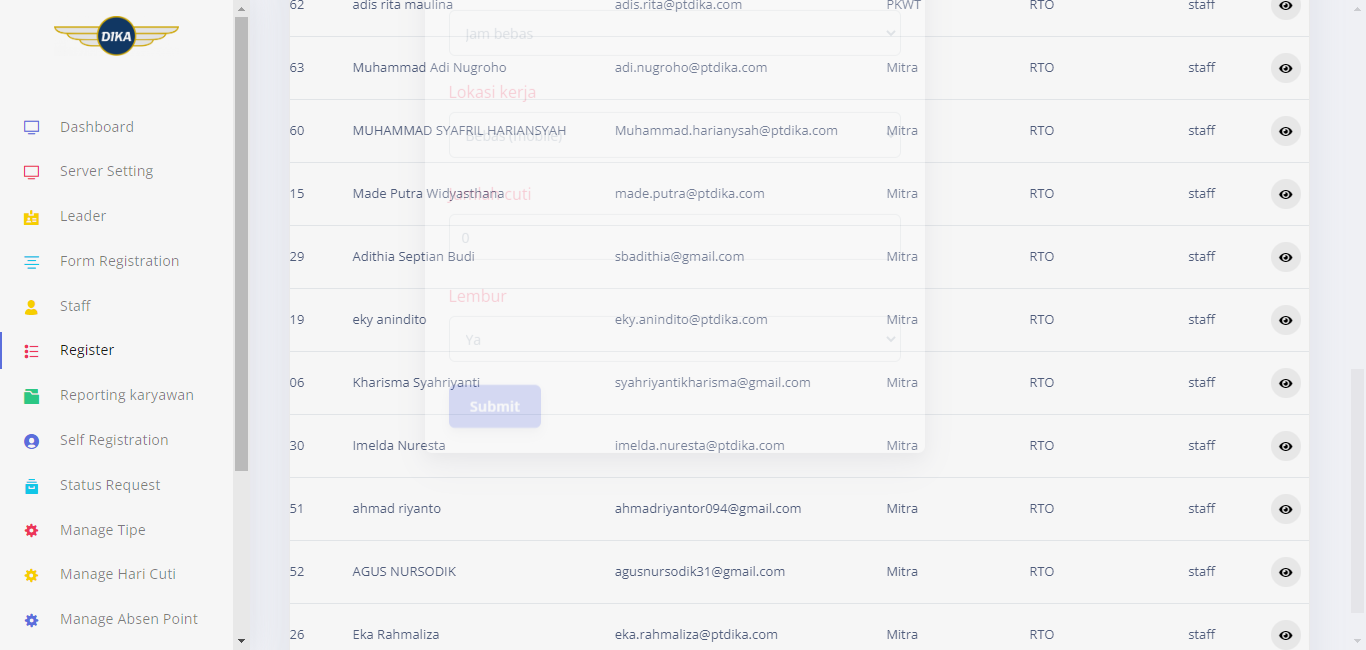 DIKA
Dashboard
Server Setting
Leader
Form Registration
Staff
Register
Reporting karyawan
Self Registration
Status Request
Manage Tipe
Manage Hari Cuti
Manage Absen Point
62 adis rita maulina adis.rita@ptdika.com PKWT RTO staff
Jam bebas
63 Muhammad Adi Nugroho adi.nugroho@ptdika.com Mitra RTO staff
Lokasi kerja
60 MUHAMMAD SYAFRIL HARIANSYAH Muhammad.harianysah@ptdika.com Mitra RTO staff
Bebas (mobile)
15 Made Putra Widyasthana made.putra@ptdika.com Mitra RTO staff
cuti
0
29 Adithia Septian Budi sbadithia@gmail.com Mitra RTO staff
Lembur
19 eky anindito eky.anindito@ptdika.com Mitra RTO staff
Ya
06 Kharisma Syahriyanti syahriyantikharisma@gmail.com Mitra RTO staff
Submit
30 Imelda Nuresta imelda.nuresta@ptdika.com Mitra RTO staff
51 ahmad riyanto ahmadriyantor094@gmail.com Mitra RTO staff
52 AGUS NURSODIK agusnursodik31@gmail.com Mitra RTO staff
26 Eka Rahmaliza eka.rahmaliza@ptdika.com Mitra RTO staff